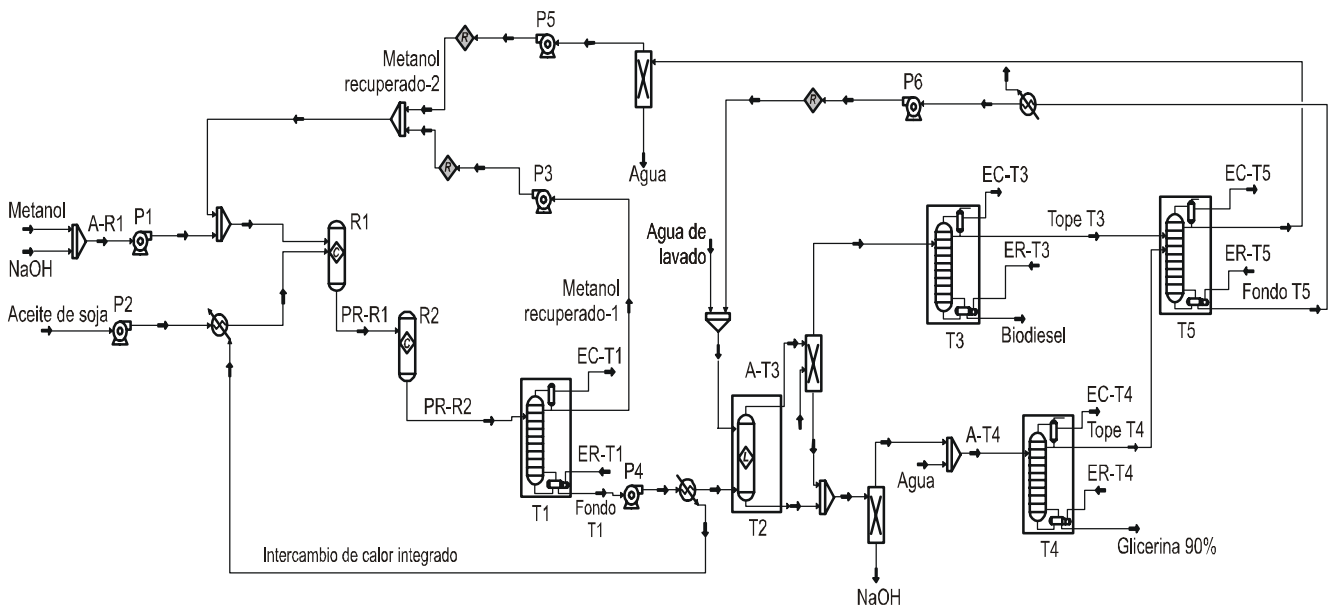 P5
Metanol
recuperado-2
R
P6
R
Agua
R
P3
EC-T3
EC-T5
Metanol
A-R1
P1
NaOH
R1
C
Agua de
lavado
Tope T3
ER-T3
ER-T5
Fondo T5
Aceite de soja
P2
PR-R1
R2
C
Metanol
recuperado-1
Biodiesel
T3
T5
EC-T1
A-T3
PR-R2
EC-T4
Tope T4
A-T4
ER-T1
P4
L
Agua
ER-T4
T1
Fondo
T1
T2
T4
Glicerina 90%
Intercambio de calor integrado
NaOH